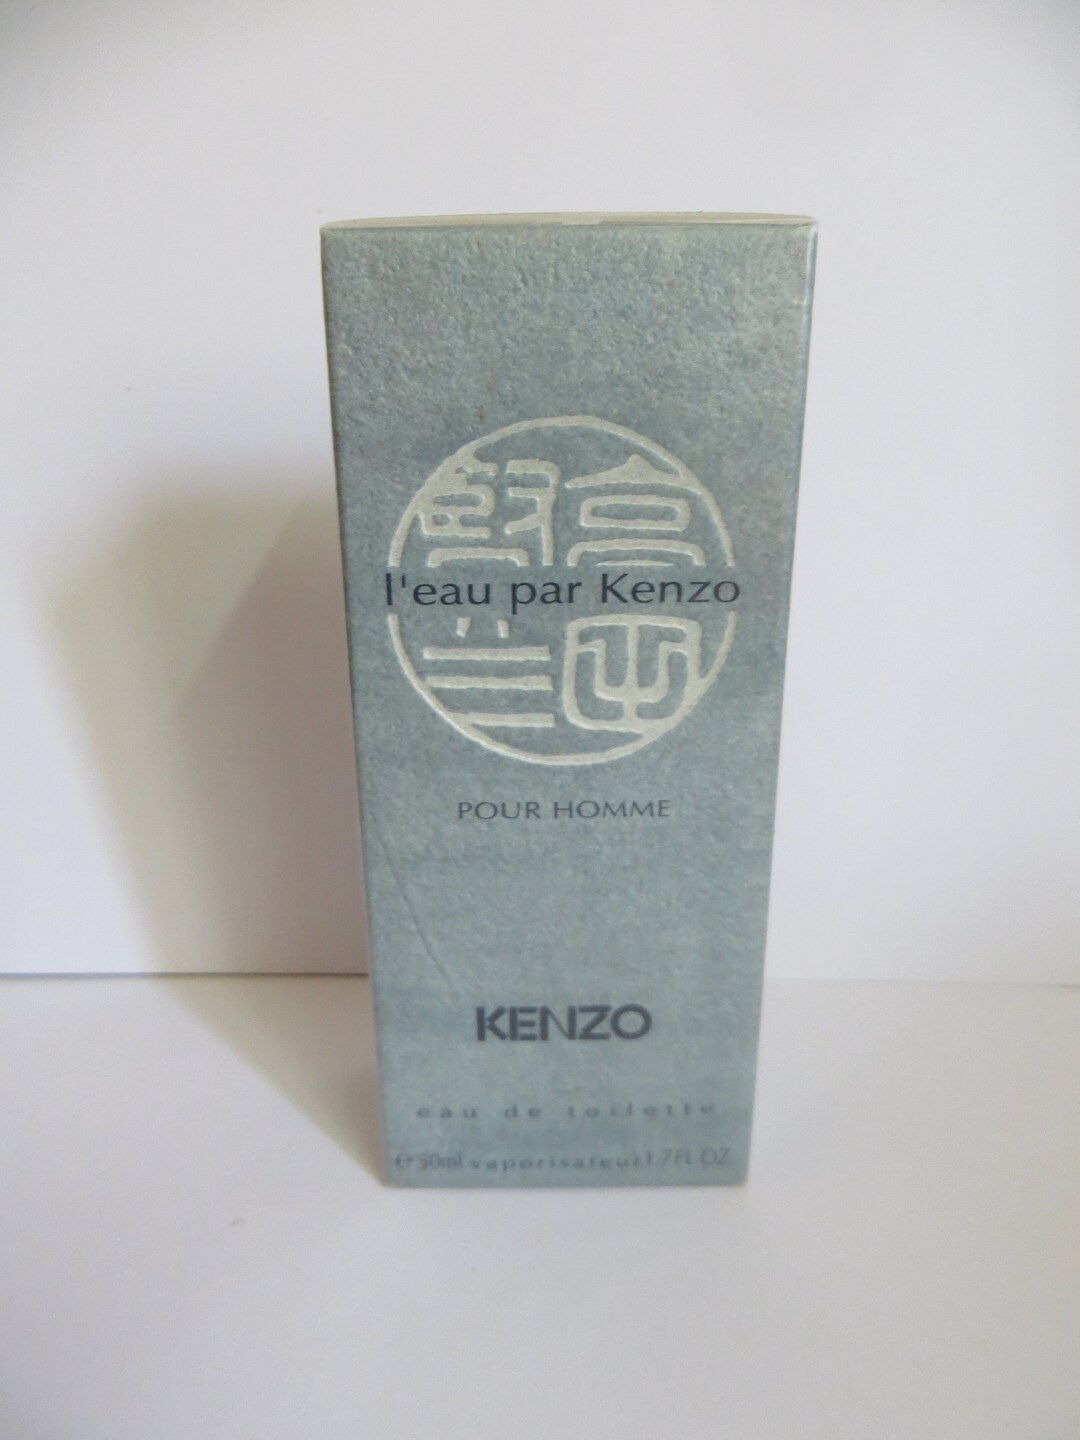 l'eau par Kenzo
POUR HOMME
KENZO
eau de toilette
℮ 50ml vaporisateur 1.7FL.OZ.